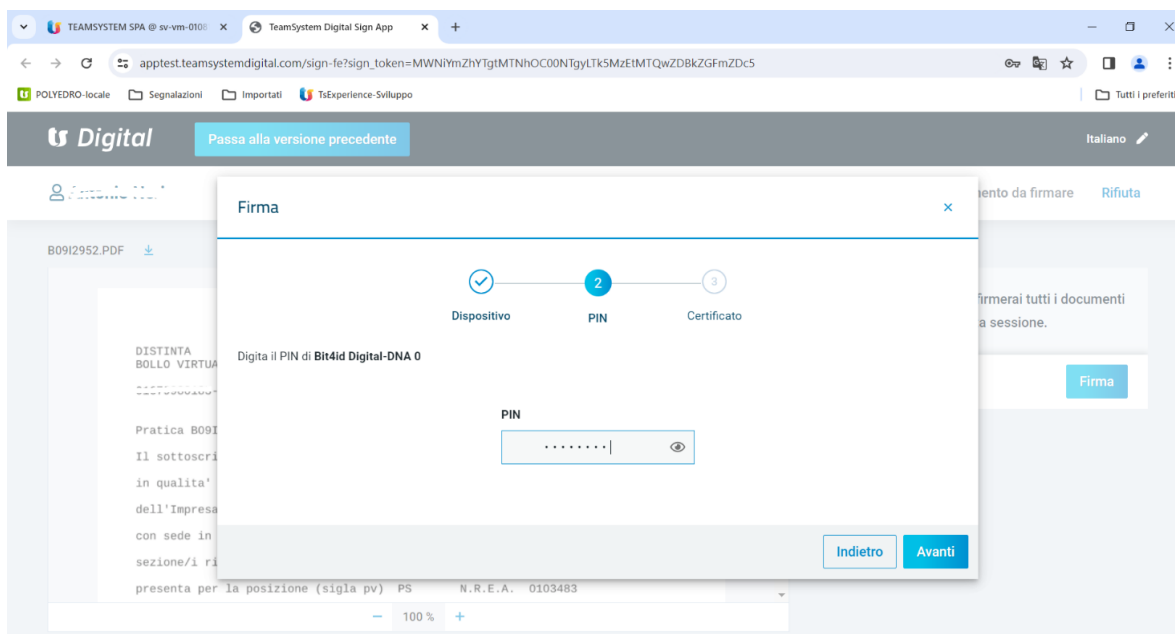 TEAMSYSTEM SPA @ sv-vm-0108
TeamSystem Digital Sign App
apptest.teamsystemdigital.com/sign-fe?sign_token=MWNiYmZhYTgtMTNhOC00NTgyLTk5MzEtMTQwZDBkZGFmZDc5
POLYEDRO-locale Segnalazioni Importati TsExperience-Sviluppo Tutti i preferiti
ts Digital Passa alla versione precedente Italiano
Firma ento da firmare Rifiuta
B09I2952.PDF
2
3
Dispositivo PIN Certificato
firmerai tutti i documenti
a sessione.
DISTINTA
BOLLO VIRTUA
Digita il PIN di Bit4id Digital-DNA 0
Firma
PIN
Pratica B09I
Il sottoscri
in qualita'
dell'Impresa
con sede in
sezione/i ri
Indietro Avanti
presenta per la posizione (sigla pv) PS N.R.E.A. 0103483
− 100 % +